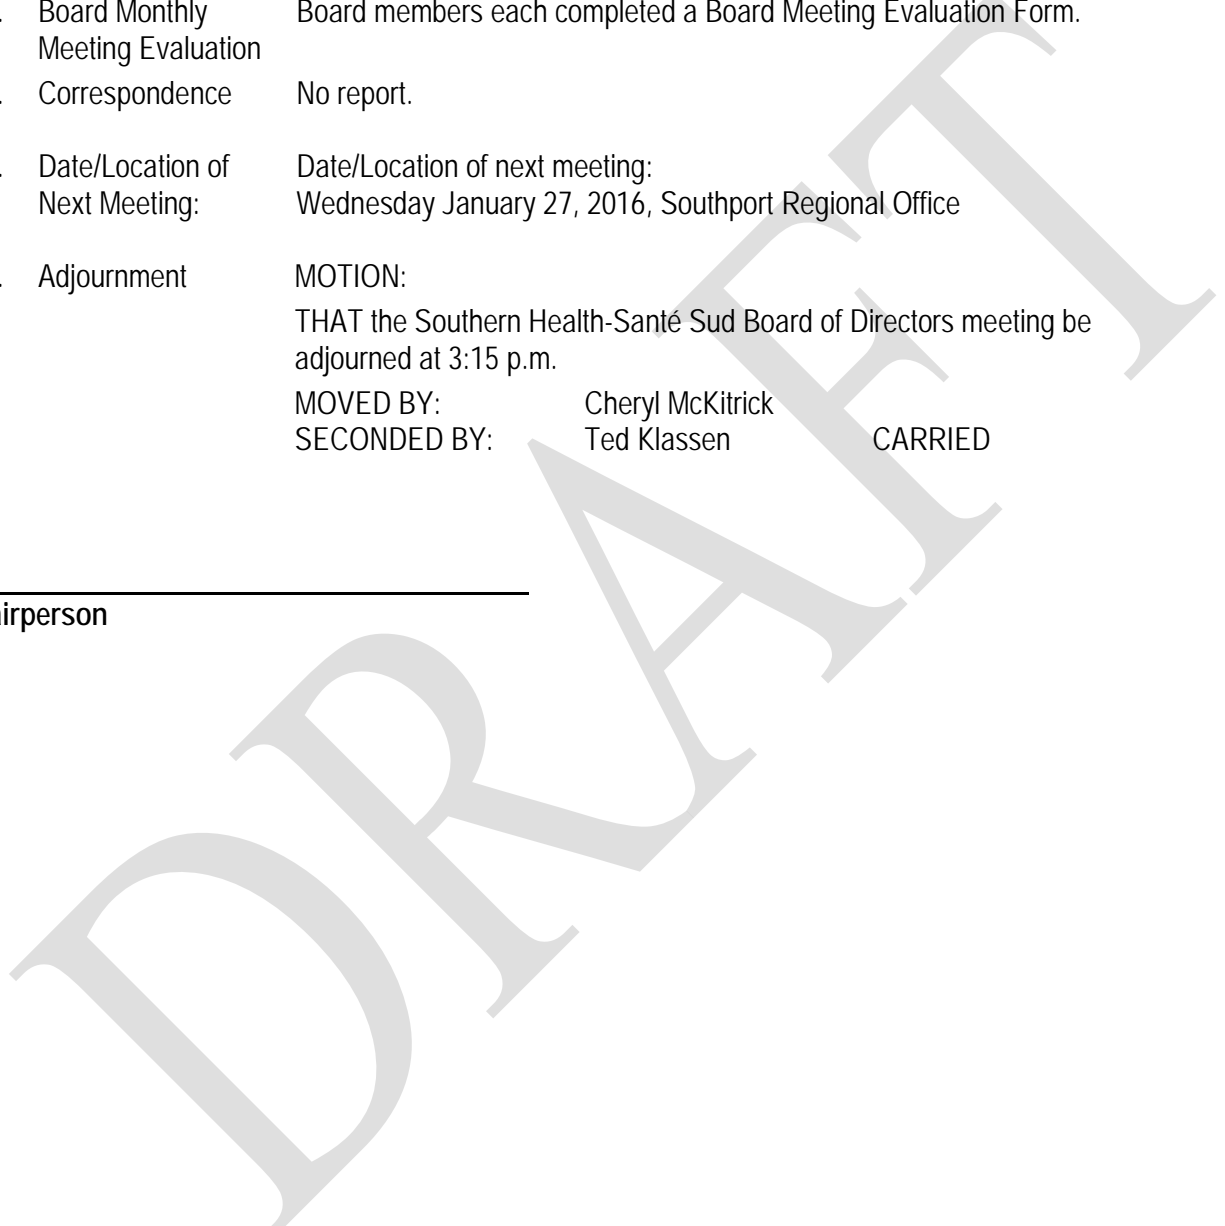 . Board Monthly Board members each completed a Board Meeting Evaluation Form.
Meeting Evaluation
. Correspondence No report.
. Date/Location of Date/Location of next meeting:
Next Meeting: Wednesday January 27, 2016, Southport Regional Office
. Adjournment MOTION:
THAT the Southern Health-Santé Sud Board of Directors meeting be
adjourned at 3:15 p.m.
MOVED BY: Cheryl McKitrick
SECONDED BY: Ted Klassen CARRIED
airperson
DRAFT